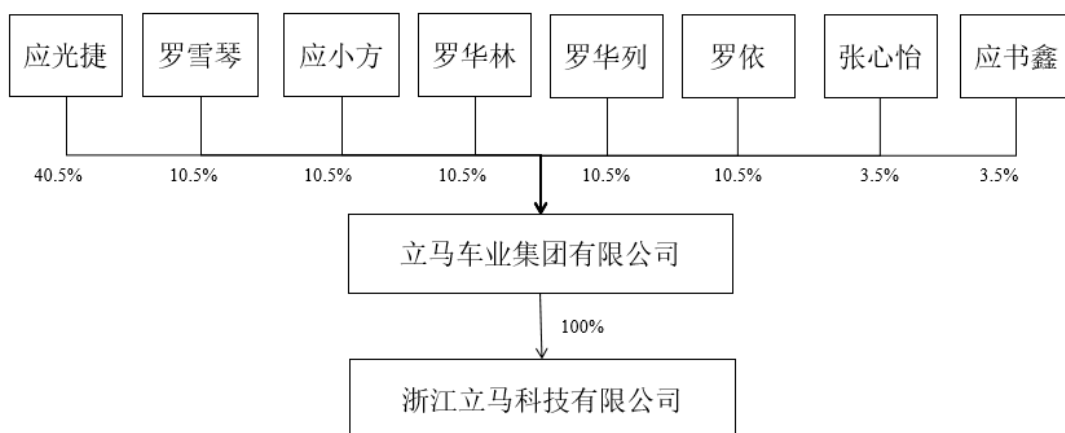 应光捷 罗雪琴 应小方 罗华林 罗华列 罗依 张心怡 应书鑫
40.5% 10.5% 10.5% 10.5% 10.5% 10.5% 3.5% 3.5%
立马车业集团有限公司
100%
浙江立马科技有限公司